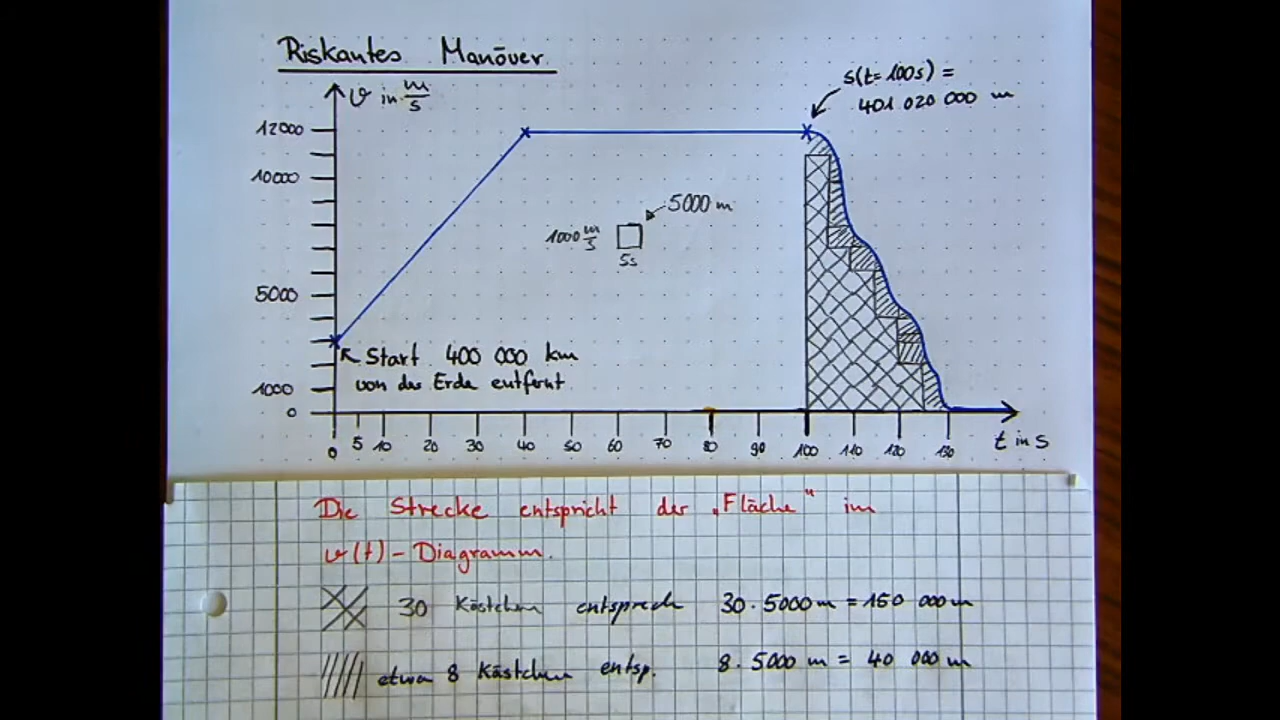 Riskantes Manöver
v in m/s
s(t=100s) =
401 020 000 m
12000
10000
5000 m
1000 m/s
5s
5000
Start 400 000 km
von der Erde entfernt
1000
0
0 5 10 20 30 40 50 60 70 80 90 100 110 120 130
t in s
Die Strecke entspricht der „Fläche“ im
v(t)-Diagramm.
30 Kästchen entsprech 30·5000m = 150 000m
etwa 8 Kästchen entsp. 8·5000 m = 40 000 m